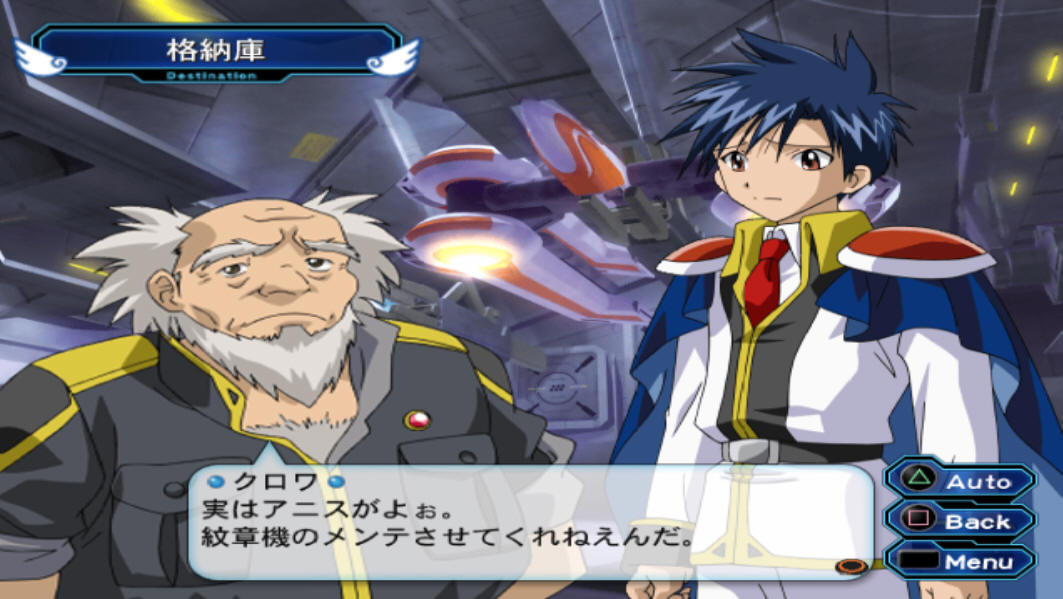 格納庫
Destination
クロワ
実はアニスがよぉ。
紋章機のメンテさせてくれねえんだ。
Auto
Back
Menu